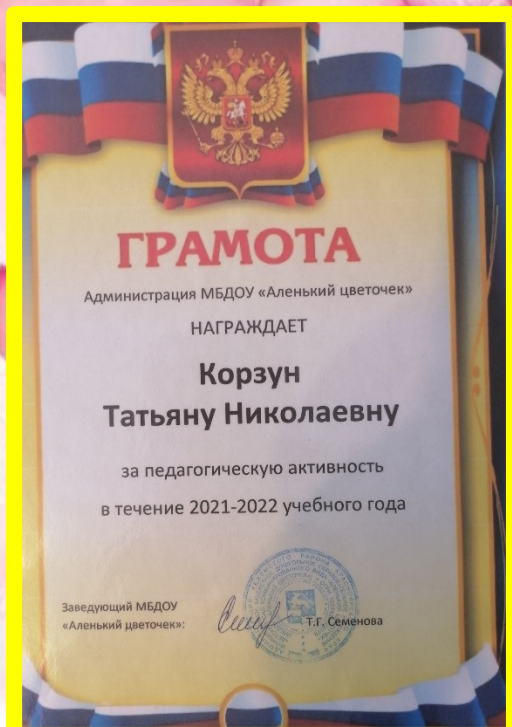 ГРАМОТА
Администрация МБДОУ «Аленький цветочек»
НАГРАЖДАЕТ
Корзун
Татьяну Николаевну
за педагогическую активность
в течение 2021-2022 учебного года
Заведующий МБДОУ
«Аленький цветочек»:
Т.Г. Семенова